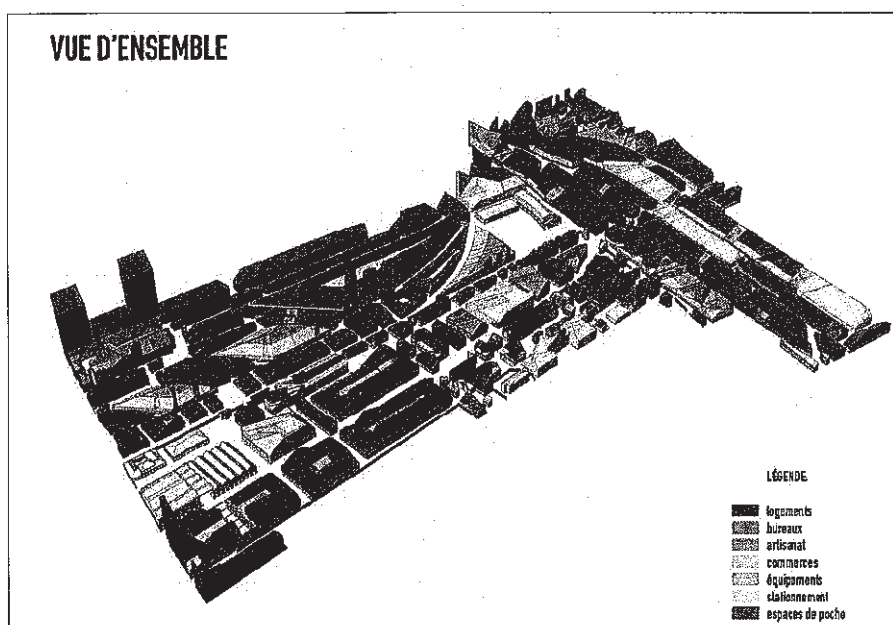 VUE D'ENSEMBLE
LÉGENDE
logements
bureaux
artisanat
commerces
équipements
stationnement
espaces de poche